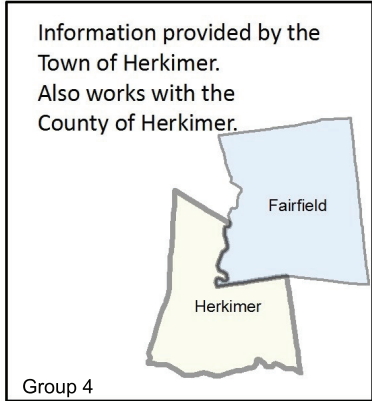 Information provided by the
Town of Herkimer.
Also works with the
County of Herkimer.
Fairfield
Herkimer
Group 4